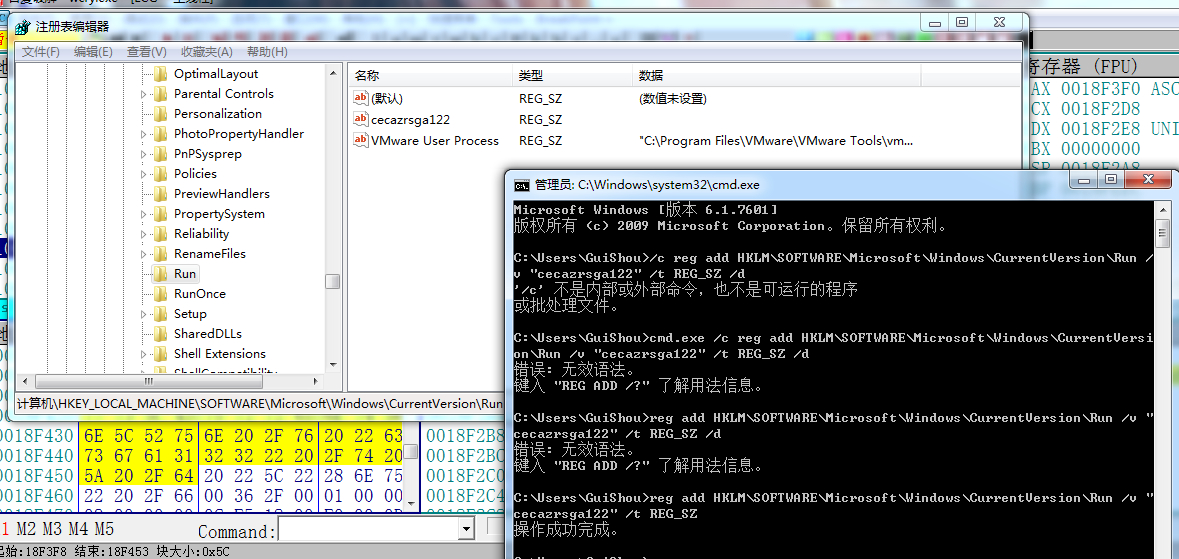 注册表编辑器
文件(F) 编辑(E) 查看(V) 收藏夹(A) 帮助(H)
OptimalLayout
Parental Controls
Personalization
PhotoPropertyHandler
PnPSysprep
Policies
PreviewHandlers
PropertySystem
Reliability
RenameFiles
Run
RunOnce
Setup
SharedDLLs
Shell Extensions
ShellCompatibility
名称 类型 数据
(默认) REG_SZ (数值未设置)
cecazrsga122 REG_SZ
VMware User Process REG_SZ "C:\Program Files\VMware\VMware Tools\vm...
计算机\HKEY_LOCAL_MACHINE\SOFTWARE\Microsoft\Windows\CurrentVersion\Run
寄存器 (FPU)
AX 0018F3F0 ASC
CX 0018F2D8
DX 0018F2E8 UNI
BX 00000000
SP 0018F2A8
管理员: C:\Windows\system32\cmd.exe
Microsoft Windows [版本 6.1.7601]
版权所有 (c) 2009 Microsoft Corporation。保留所有权利。
C:\Users\GuiShou>/c reg add HKLM\SOFTWARE\Microsoft\Windows\CurrentVersion\Run /
v "cecazrsga122" /t REG_SZ /d
'/c' 不是内部或外部命令，也不是可运行的程序
或批处理文件。
C:\Users\GuiShou>cmd.exe /c reg add HKLM\SOFTWARE\Microsoft\Windows\CurrentVersi
on\Run /v "cecazrsga122" /t REG_SZ /d
错误: 无效语法。
键入 "REG ADD /?" 了解用法信息。
C:\Users\GuiShou>reg add HKLM\SOFTWARE\Microsoft\Windows\CurrentVersion\Run /v "
cecazrsga122" /t REG_SZ /d
错误: 无效语法。
键入 "REG ADD /?" 了解用法信息。
C:\Users\GuiShou>reg add HKLM\SOFTWARE\Microsoft\Windows\CurrentVersion\Run /v "
cecazrsga122" /t REG_SZ
操作成功完成。
0018F430 6E 5C 52 75 6E 20 2F 76 20 22 63 0018F2B8
0018F440 73 67 61 31 32 32 22 20 2F 74 20 0018F2BC
0018F450 5A 20 2F 64 20 22 5C 22 28 6E 75 0018F2C0
0018F460 22 20 2F 66 00 36 2F 00 01 00 00 0018F2C4
1 M2 M3 M4 M5 Command:
起始:18F3F8 结束:18F453 块大小:0x5C